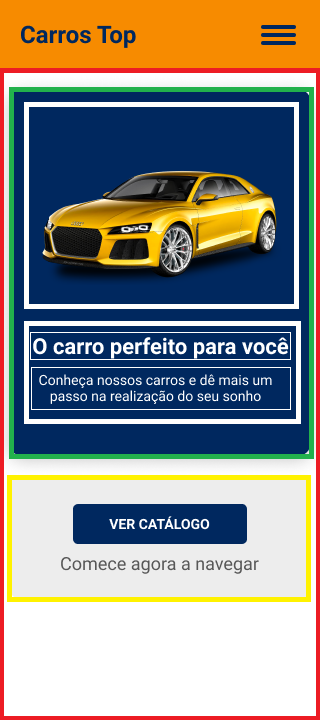 Carros Top
O carro perfeito para você
Conheça nossos carros e dê mais um
passo na realização do seu sonho
VER CATÁLOGO
Comece agora a navegar